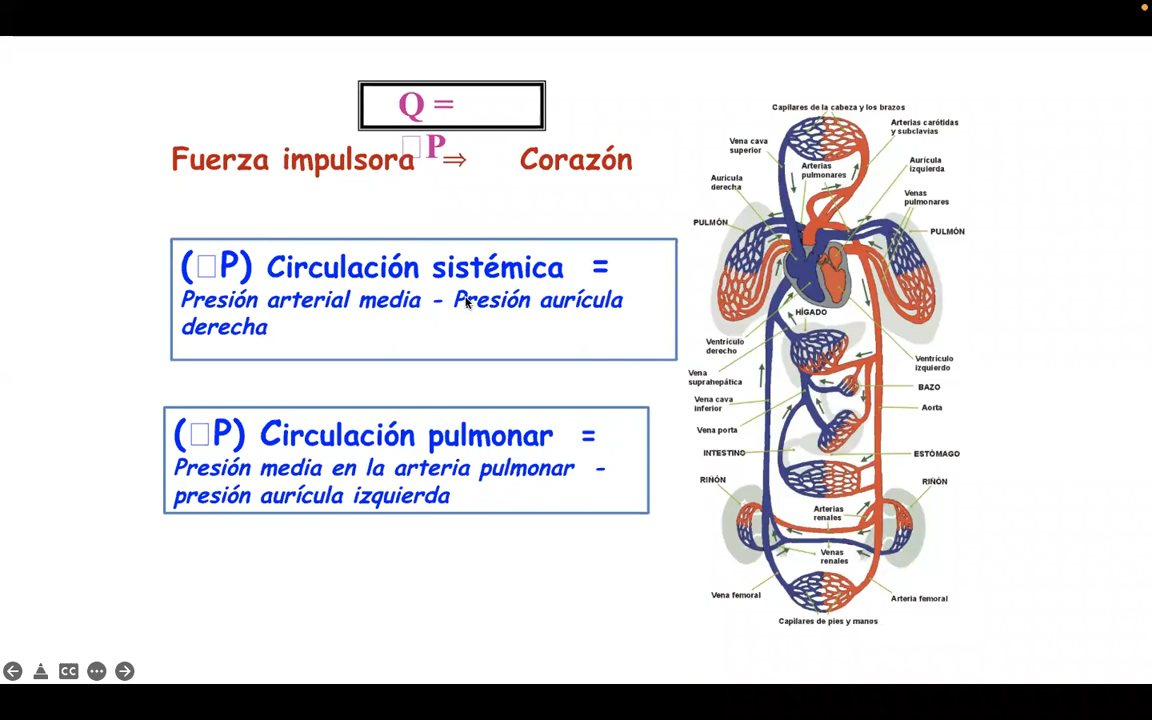 Q =
□P
Fuerza impulsora ⇒ Corazón
(□P) Circulación sistémica =
Presión arterial media - Presión aurícula
derecha
(□P) Circulación pulmonar =
Presión media en la arteria pulmonar -
presión aurícula izquierda
Capilares de la cabeza y los brazos
Arterias carótidas
y subclavias
Vena cava
superior
Arterias
pulmonares
Aurícula
izquierda
Aurícula
derecha
Venas
pulmonares
PULMÓN
PULMÓN
HÍGADO
Ventrículo
derecho
Ventrículo
izquierdo
Vena
suprahepática
BAZO
Vena cava
inferior
Aorta
Vena porta
INTESTINO
ESTÓMAGO
RIÑÓN
RIÑÓN
Arterias
renales
Venas
renales
Vena femoral
Arteria femoral
Capilares de pies y manos
CC